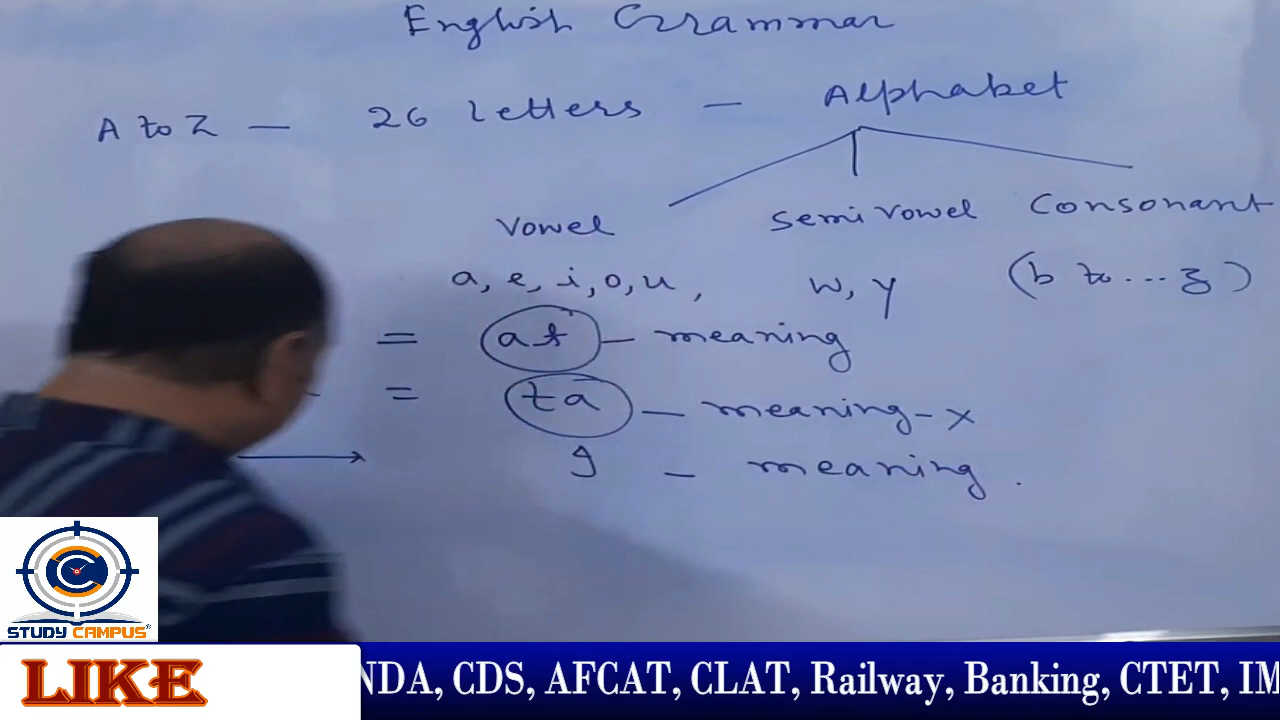 English Grammar
A to Z - 26 Letters - Alphabet
Vowel Semi Vowel Consonant
a, e, i, o, u, w, y (b to...z)
= at - meaning
= ta - meaning - x
→ I - meaning.
STUDY CAMPUS®
LIKE NDA, CDS, AFCAT, CLAT, Railway, Banking, CTET, IM